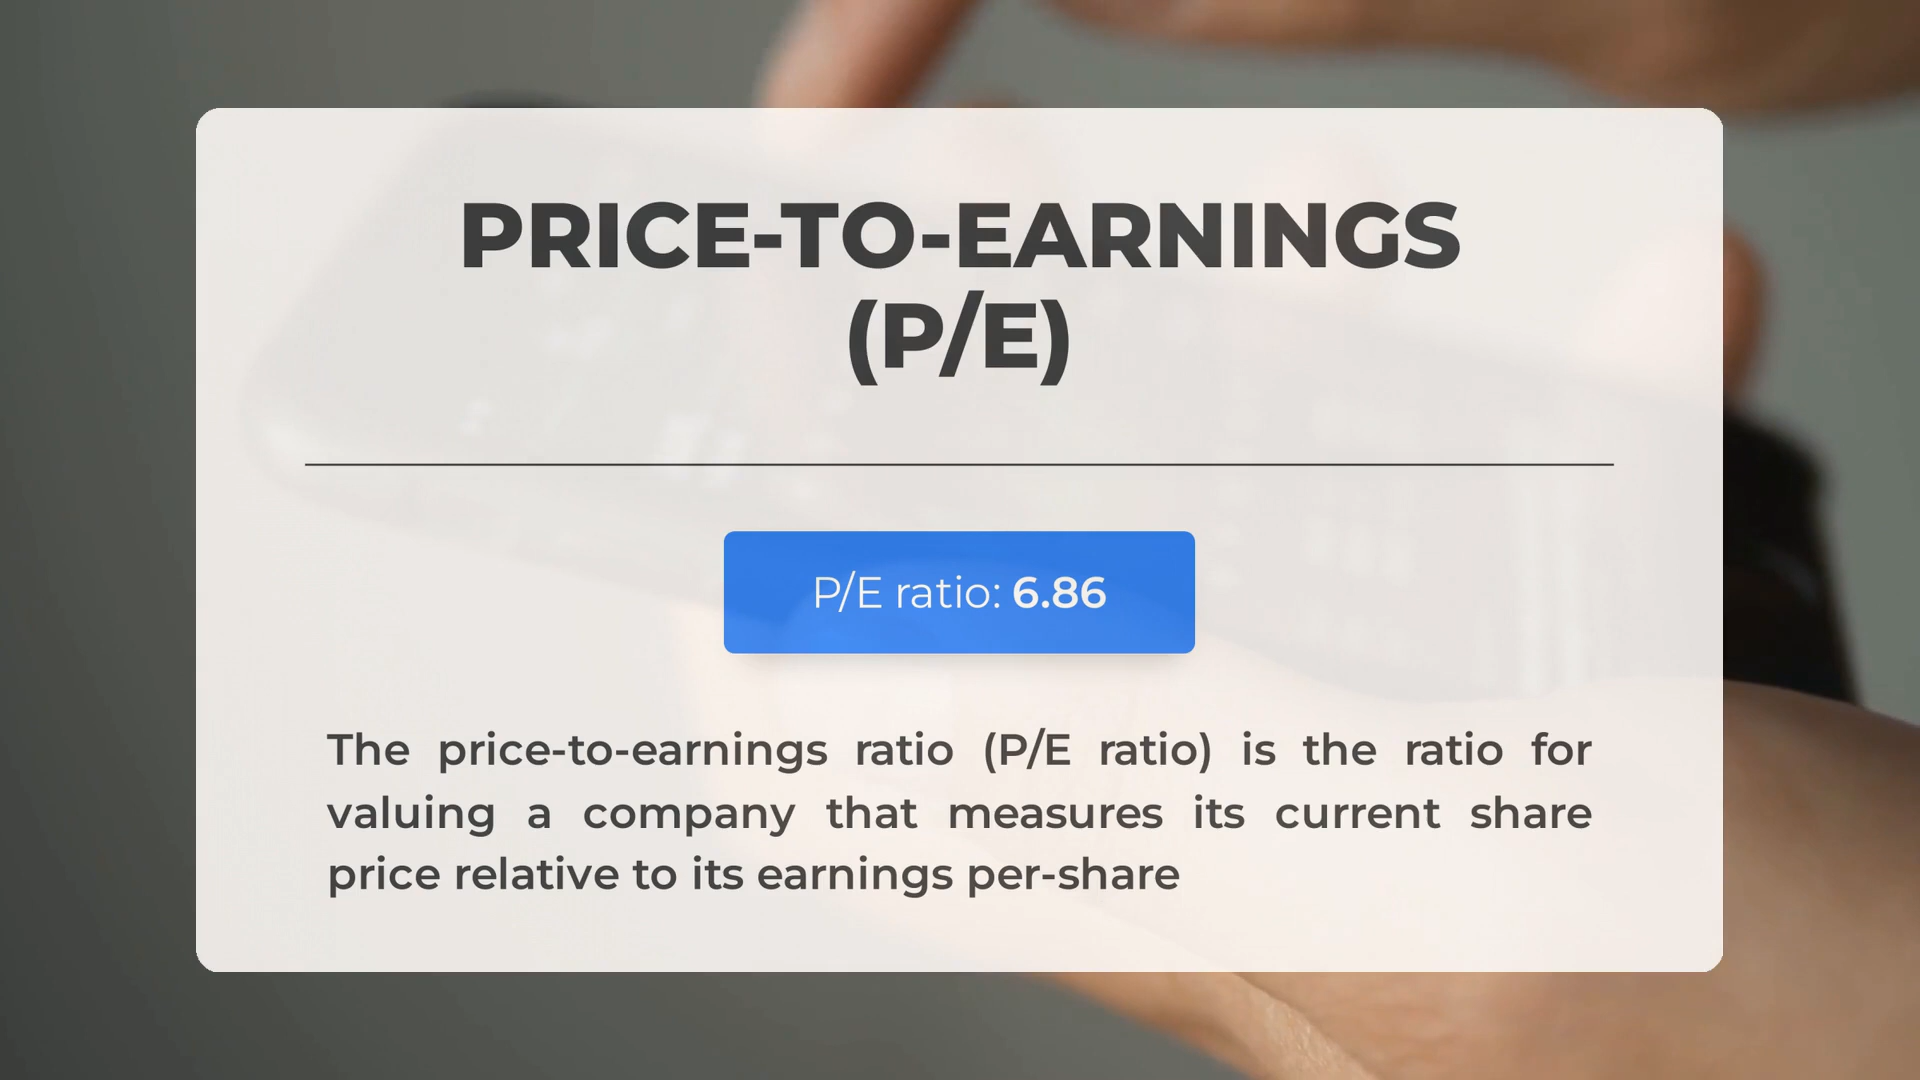 PRICE-TO-EARNINGS
(P/E)
P/E ratio: 6.86
The price-to-earnings ratio (P/E ratio) is the ratio for
valuing a company that measures its current share
price relative to its earnings per-share